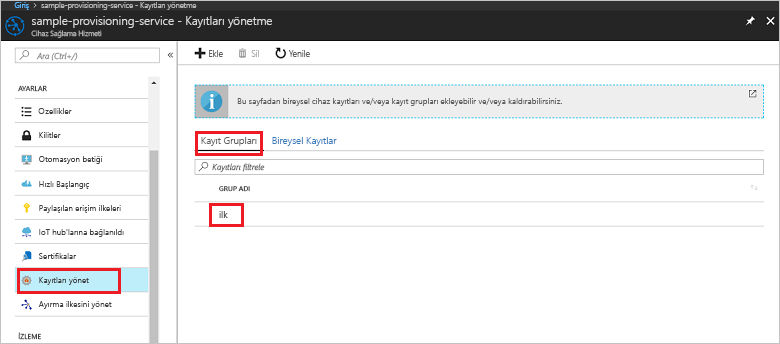 Giriş > sample-provisioning-service - Kayıtları yönetme
sample-provisioning-service - Kayıtları yönetme
Cihaz Sağlama Hizmeti
Ara (Ctrl+/)
AYARLAR
Özellikler
Kilitler
Otomasyon betiği
Hızlı Başlangıç
Paylaşılan erişim ilkeleri
IoT hub'larına bağlanıldı
Sertifikalar
Kayıtları yönet
Ayırma ilkesini yönet
İZLEME
Ekle Sil Yenile
Bu sayfadan bireysel cihaz kayıtları ve/veya kayıt grupları ekleyebilir ve/veya kaldırabilirsiniz.
Kayıt Grupları Bireysel Kayıtlar
Kayıtları filtrele
GRUP ADI
ilk